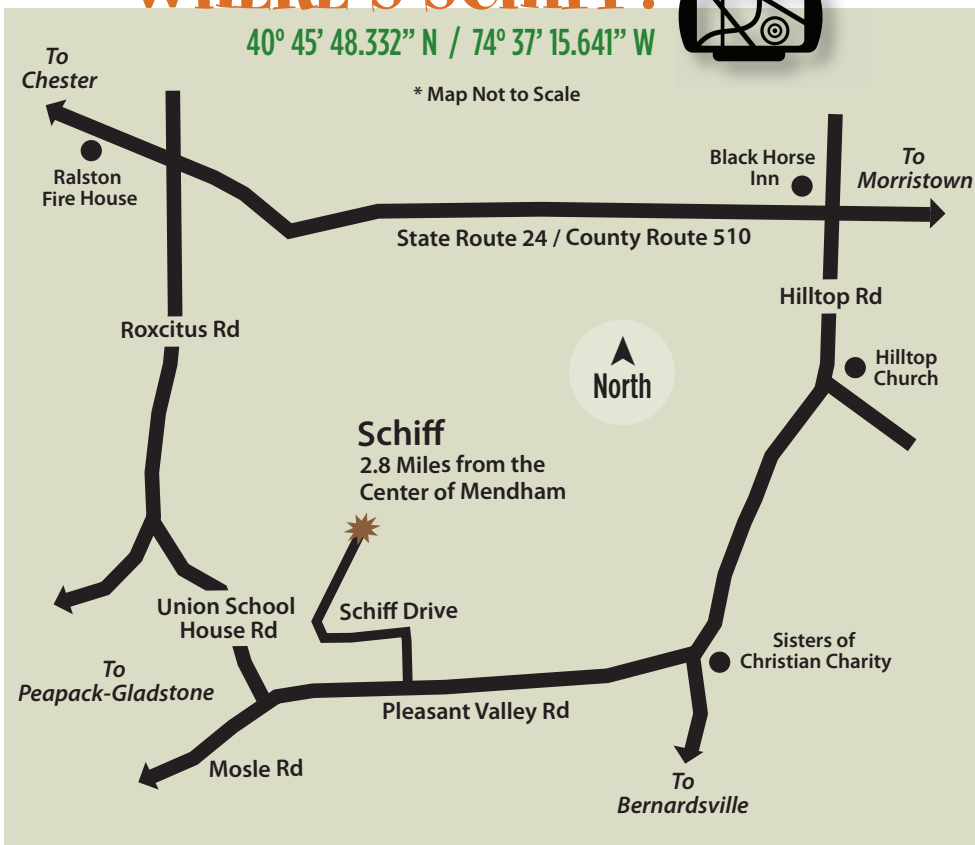 WHERE'S SCHIFF?
40º 45’ 48.332” N / 74º 37’ 15.641” W
* Map Not to Scale
To
Chester
Ralston
Fire House
Black Horse
Inn
To
Morristown
State Route 24 / County Route 510
Hilltop Rd
Roxcitus Rd
North
Hilltop
Church
Schiff
2.8 Miles from the
Center of Mendham
Union School
House Rd
Schiff Drive
Sisters of
Christian Charity
To
Peapack-Gladstone
Pleasant Valley Rd
Mosle Rd
To
Bernardsville